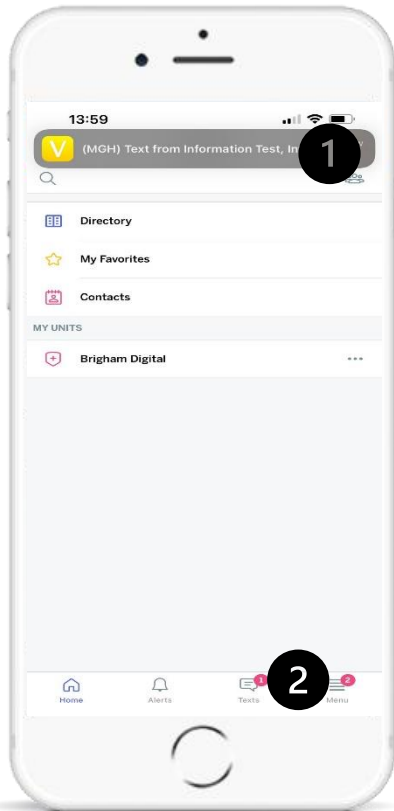 13:59
V (MGH) Text from Information Test, In
1
Directory
My Favorites
Contacts
MY UNITS
Brigham Digital
1 2 2
Home Alerts Texts Menu